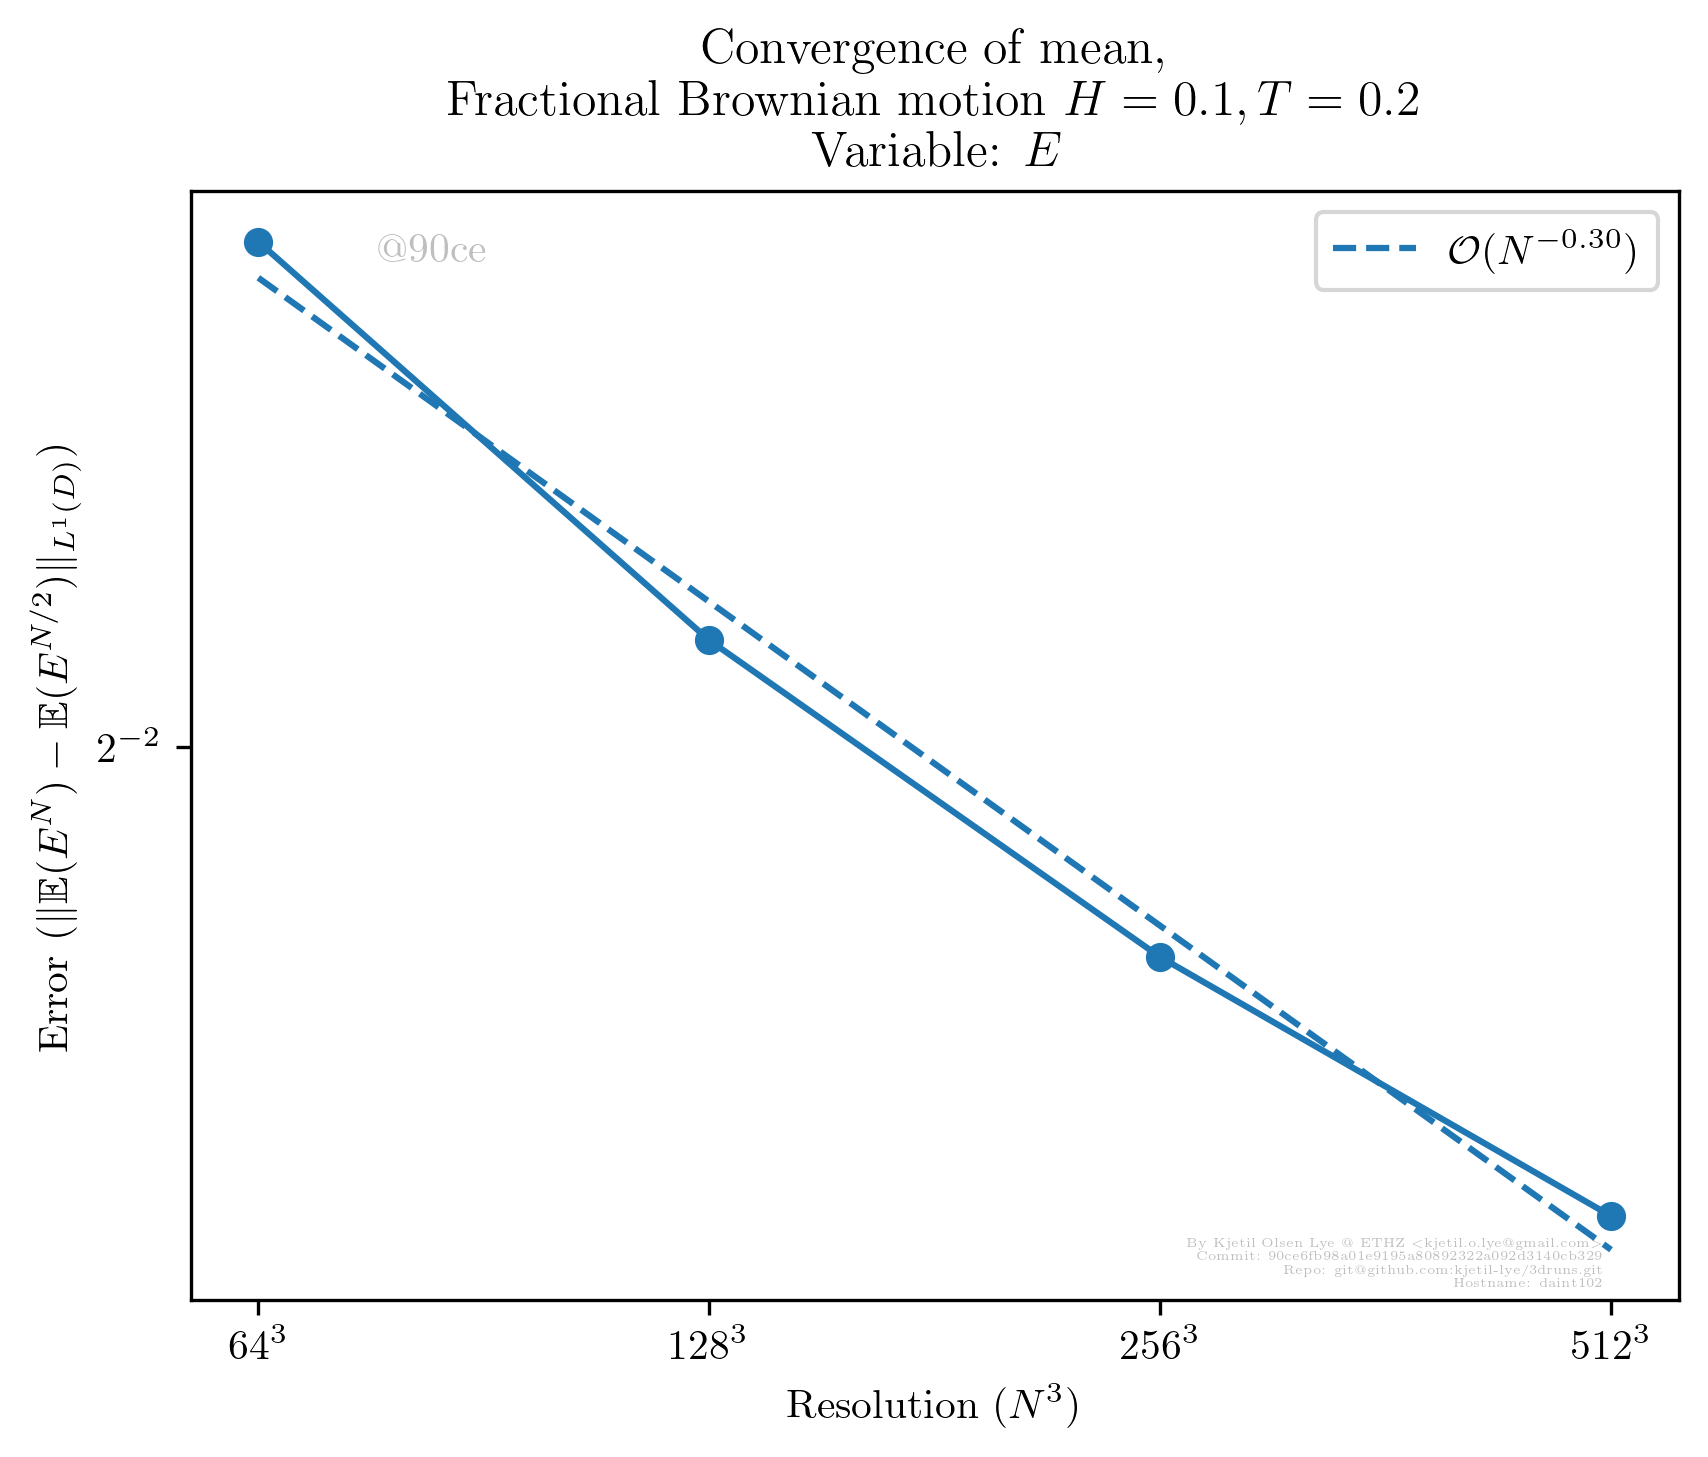 Convergence of mean,
Fractional Brownian motion H = 0.1, T = 0.2
Variable: E
@90ce
O(N^{-0.30})
Error (||𝔼(E^N) − 𝔼(E^{N/2})||_{L^1(D)})
2^{-2}
By Kjetil Olsen Lye @ ETHZ <kjetil.o.lye@gmail.com>
Commit: 90ce6fb98a01e9195a80892322a092d3140cb329
Repo: git@github.com:kjetil-lye/3druns.git
Hostname: daint102
64^3 128^3 256^3 512^3
Resolution (N^3)